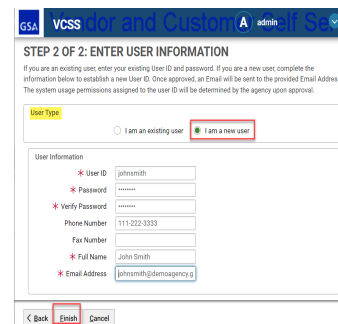 GSA VCSS Vendor and Customer Self Se A admin
STEP 2 OF 2: ENTER USER INFORMATION
If you are an existing user, enter your existing User ID and password. If you are a new user, complete the
information below to establish a new User ID. Once approved, an Email will be sent to the provided Email Addres
The system usage permissions assigned to the user ID will be determined by the agency upon approval.
User Type
I am an existing user I am a new user
User Information
* User ID johnsmith
* Password ********
* Verify Password ********
Phone Number 111-222-3333
Fax Number
* Full Name John Smith
* Email Address johnsmith@demoagency.g
< Back Finish Cancel